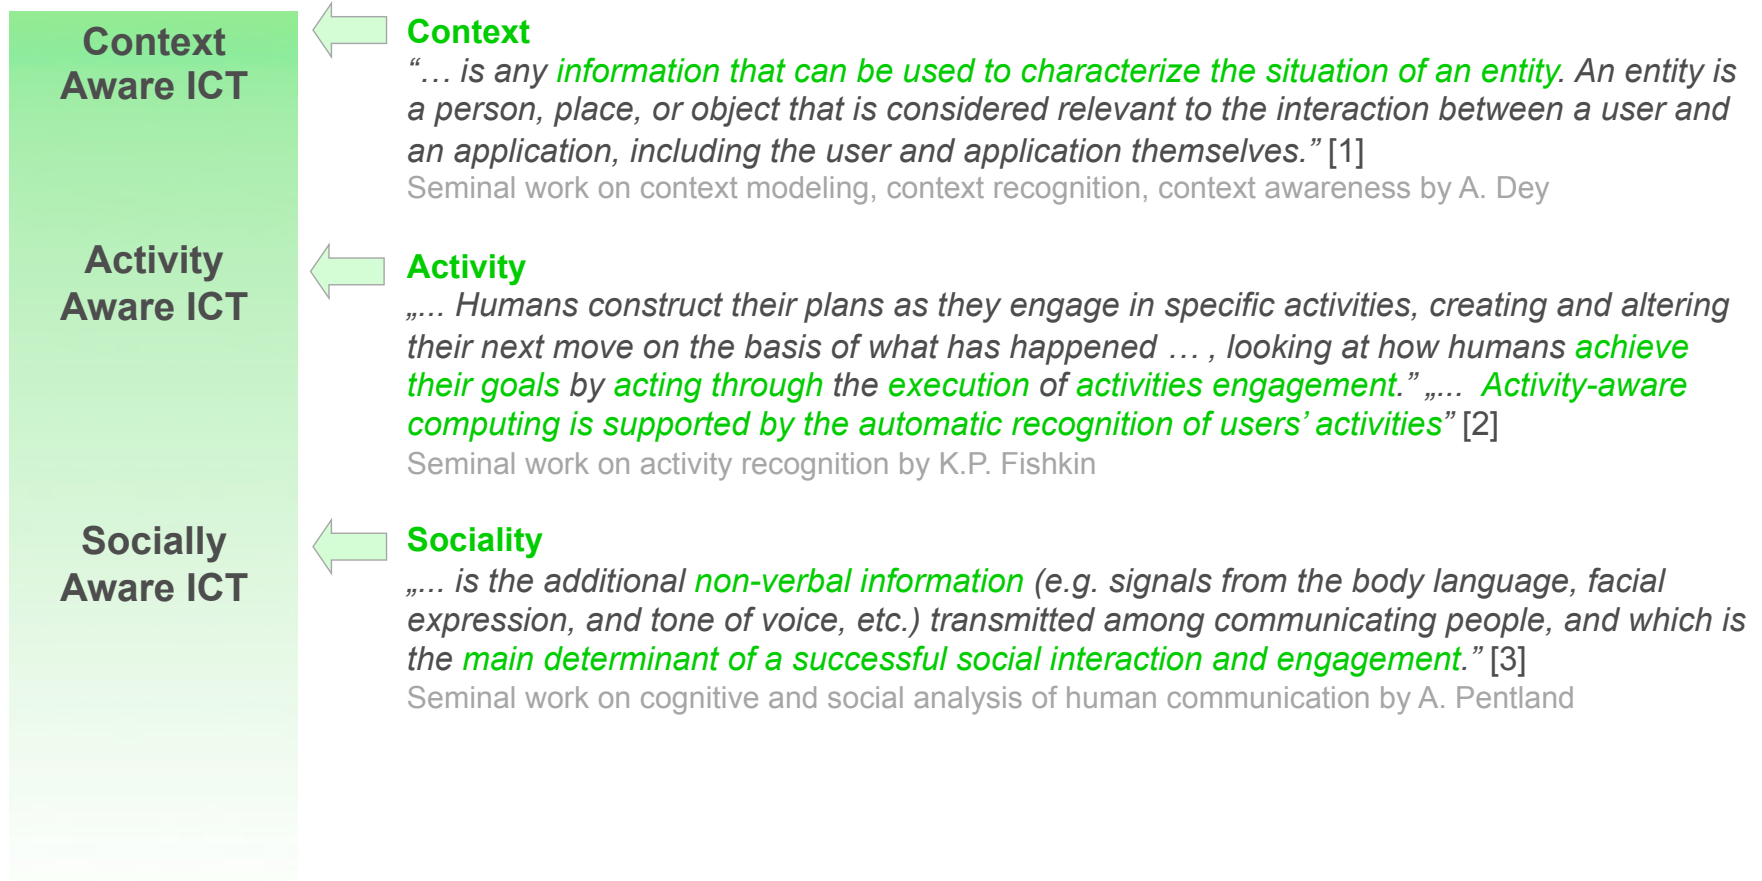 Context
Aware ICT
Context
“… is any information that can be used to characterize the situation of an entity. An entity is
a person, place, or object that is considered relevant to the interaction between a user and
an application, including the user and application themselves.” [1]
Seminal work on context modeling, context recognition, context awareness by A. Dey
Activity
Aware ICT
Activity
„... Humans construct their plans as they engage in specific activities, creating and altering
their next move on the basis of what has happened … , looking at how humans achieve
their goals by acting through the execution of activities engagement.” „... Activity-aware
computing is supported by the automatic recognition of users’ activities” [2]
Seminal work on activity recognition by K.P. Fishkin
Socially
Aware ICT
Sociality
„... is the additional non-verbal information (e.g. signals from the body language, facial
expression, and tone of voice, etc.) transmitted among communicating people, and which is
the main determinant of a successful social interaction and engagement.” [3]
Seminal work on cognitive and social analysis of human communication by A. Pentland